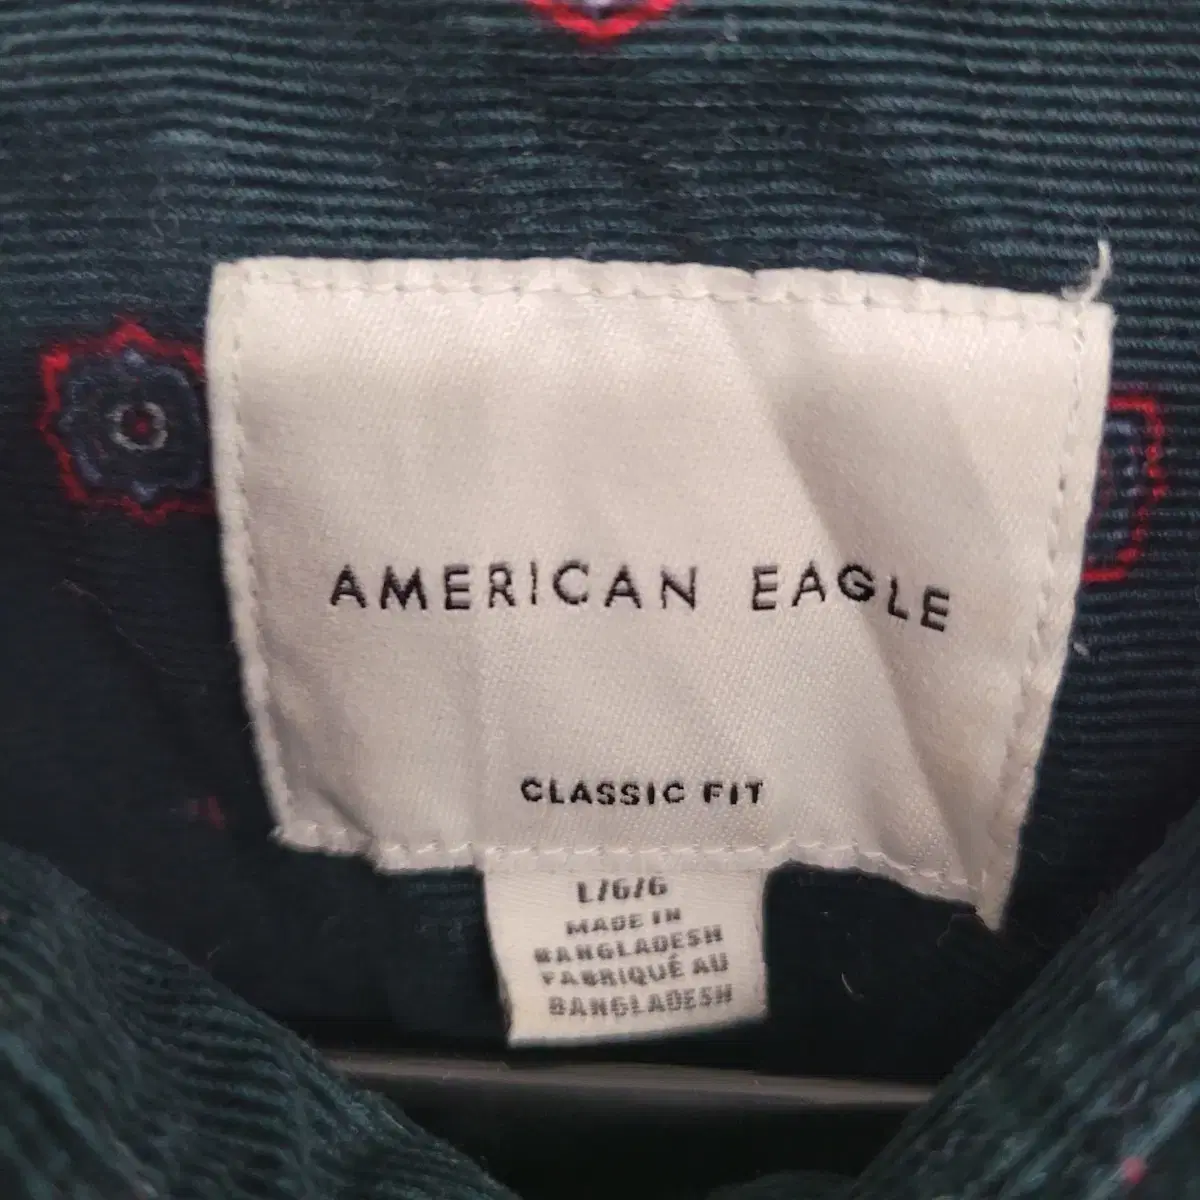 AMERICAN EAGLE
CLASSIC FIT
L/G/G
MADE IN
BANGLADESH
FABRIQUÉ AU
BANGLADESH